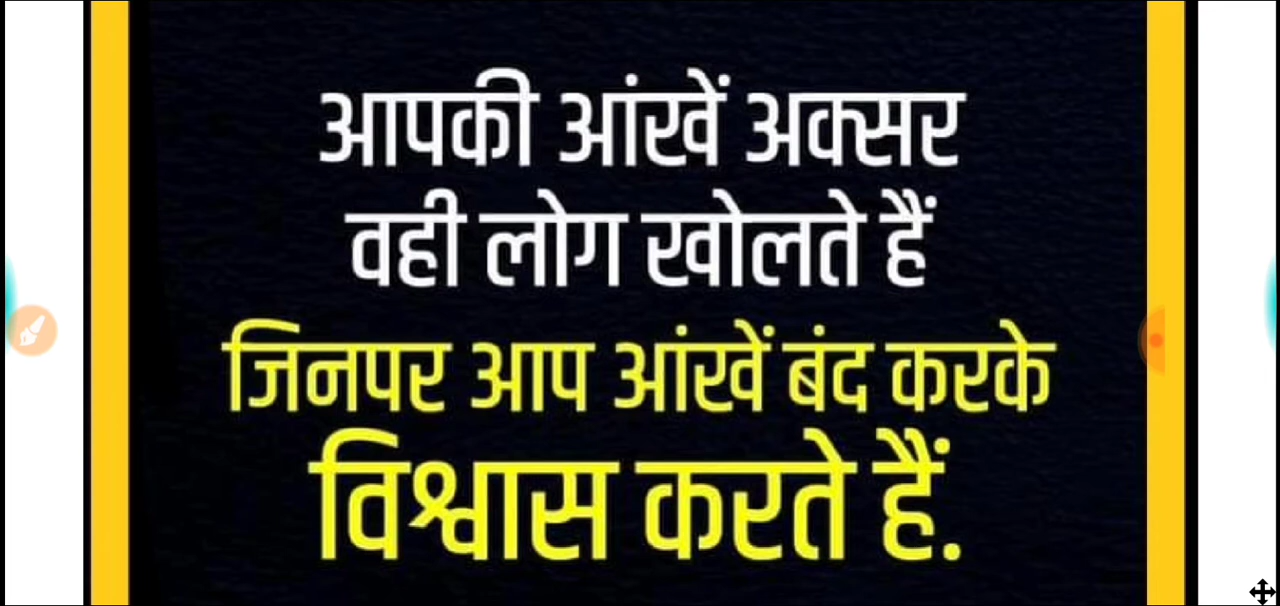 आपकी आंखें अक्सर
वही लोग खोलते हैं
जिनपर आप आंखें बंद करके
विश्वास करते हैं.